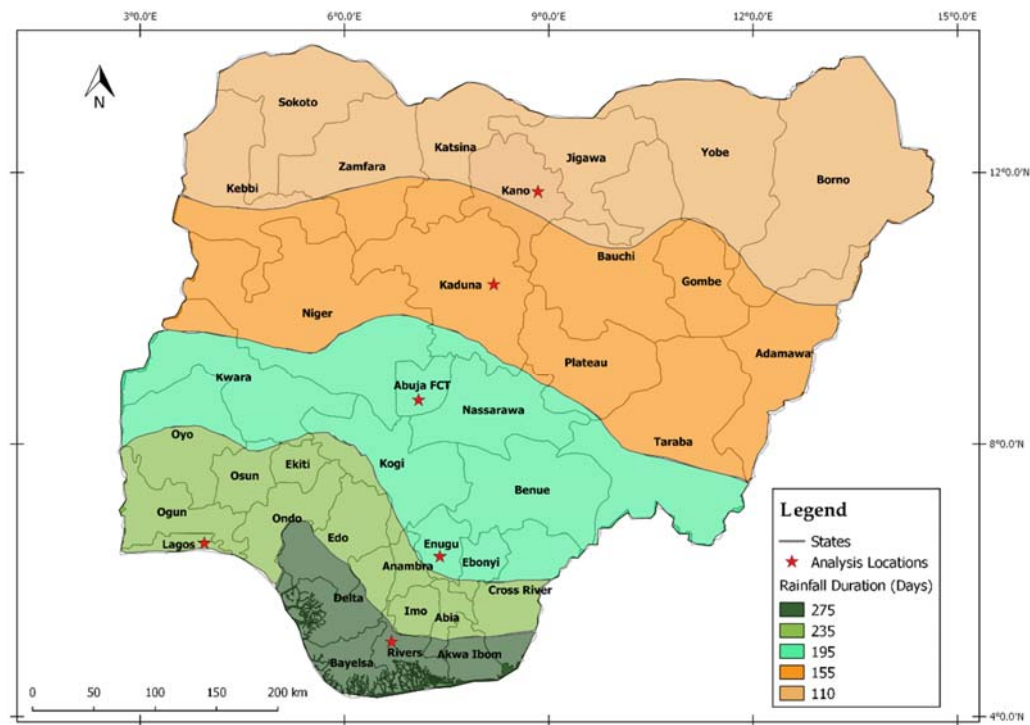 3°0.0'E 6°0.0'E 9°0.0'E 12°0.0'E 15°0.0'E
N
Sokoto
Katsina
Yobe
Jigawa
Zamfara
12°0.0'N
Borno
Kebbi
Kano
Bauchi
Gombe
Kaduna
Niger
Adamawa
Plateau
Kwara
Abuja FCT
Nassarawa
Oyo
Taraba
8°0.0'N
Ekiti
Kogi
Osun
Benue
Ogun
Ondo
Edo
Lagos
Enugu
Ebonyi
Anambra
Cross River
Delta
Imo
Abia
Rivers
Akwa Ibom
Bayelsa
Legend
States
Analysis Locations
Rainfall Duration (Days)
275
235
195
155
110
0 50 100 150 200 km
4°0.0'N